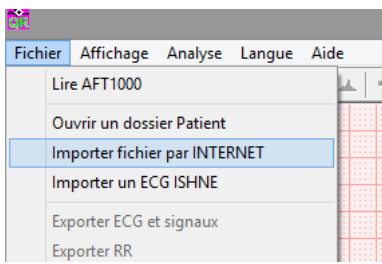 Fichier Affichage Analyse Langue Aide
Lire AFT1000
Ouvrir un dossier Patient
Importer fichier par INTERNET
Importer un ECG ISHNE
Exporter ECG et signaux
Exporter RR